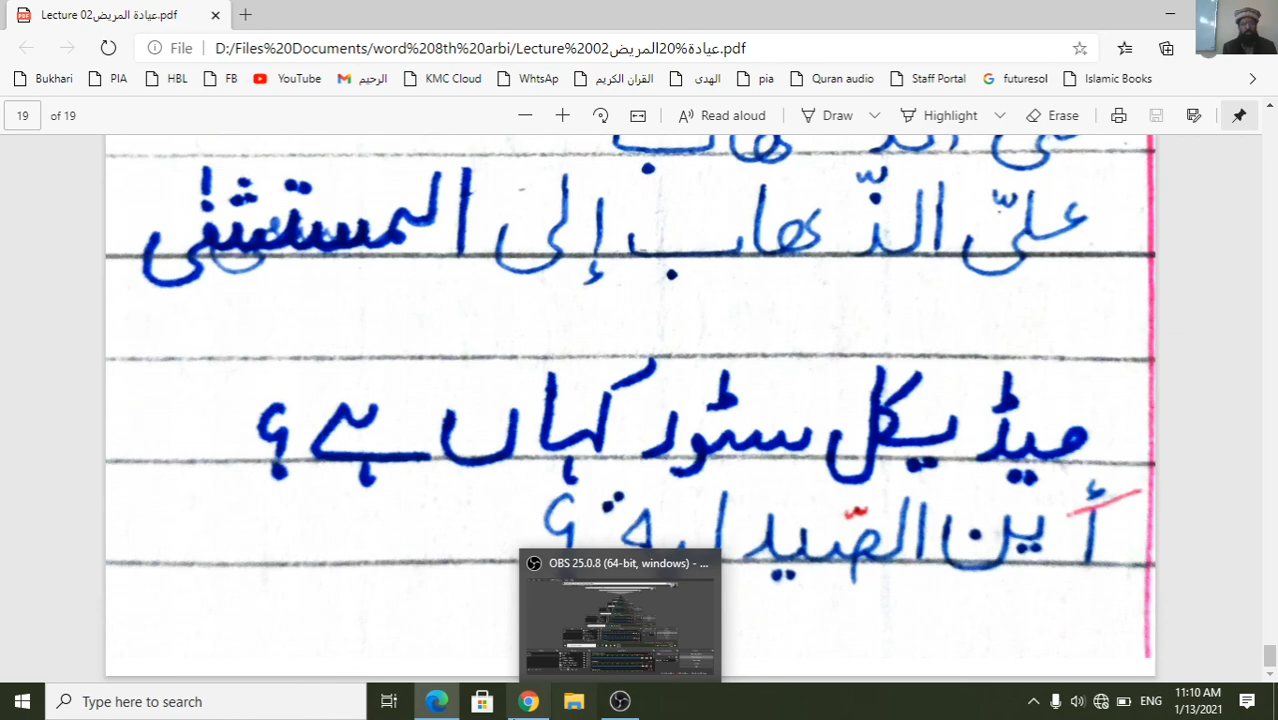 Lecture 02عيادة المريض.pdf
File D:/Files%20Documents/word%208th%20arbi/Lecture%2002عيادة%20المريض.pdf
Bukhari PIA HBL FB YouTube الرحيم KMC Cloud WhtsAp القران الكريم الهدى pia Quran audio Staff Portal futuresol Islamic Books
19 of 19 Read aloud Draw Highlight Erase
عليّ الذّهاب إلى المستشفى
میڈیکل سٹور کہاں ہے؟
أين الصّيدلية؟
OBS 25.0.8 (64-bit, windows) - ...
Type here to search
ENG
11:10 AM
1/13/2021